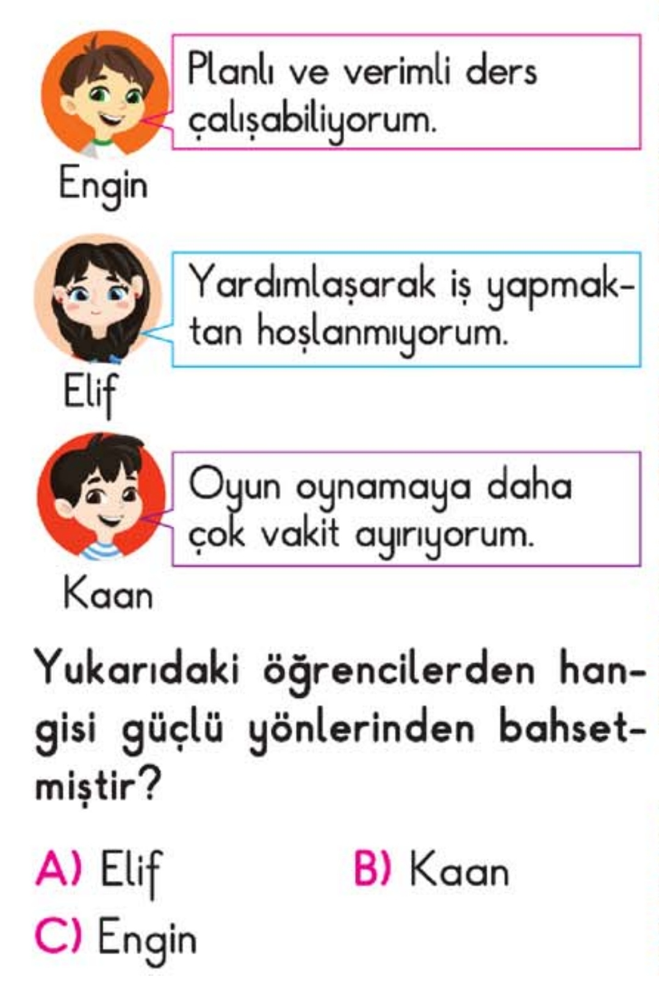 Planlı ve verimli ders
çalışabiliyorum.
Engin
Yardımlaşarak iş yapmak-
tan hoşlanmıyorum.
Elif
Oyun oynamaya daha
çok vakit ayırıyorum.
Kaan
Yukarıdaki öğrencilerden han-
gisi güçlü yönlerinden bahset-
miştir?
A) Elif
B) Kaan
C) Engin